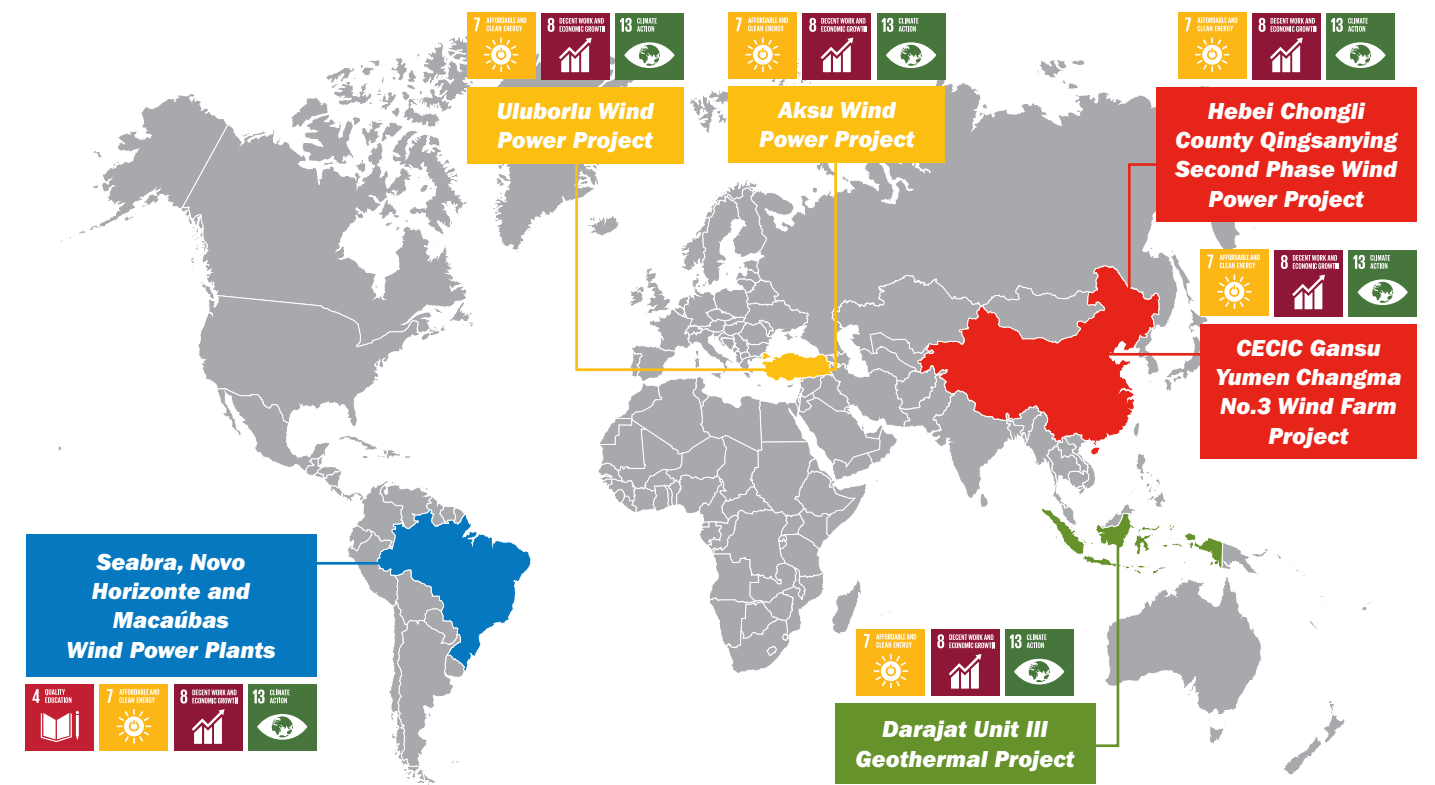 7 AFFORDABLE AND
CLEAN ENERGY
8 DECENT WORK AND
ECONOMIC GROWTH
13 CLIMATE
ACTION
Uluborlu Wind
Power Project
7 AFFORDABLE AND
CLEAN ENERGY
8 DECENT WORK AND
ECONOMIC GROWTH
13 CLIMATE
ACTION
Aksu Wind
Power Project
7 AFFORDABLE AND
CLEAN ENERGY
8 DECENT WORK AND
ECONOMIC GROWTH
13 CLIMATE
ACTION
Hebei Chongli
County Qingsanying
Second Phase Wind
Power Project
7 AFFORDABLE AND
CLEAN ENERGY
8 DECENT WORK AND
ECONOMIC GROWTH
13 CLIMATE
ACTION
CECIC Gansu
Yumen Changma
No.3 Wind Farm
Project
Seabra, Novo
Horizonte and
Macaúbas
Wind Power Plants
4 QUALITY
EDUCATION
7 AFFORDABLE AND
CLEAN ENERGY
8 DECENT WORK AND
ECONOMIC GROWTH
13 CLIMATE
ACTION
7 AFFORDABLE AND
CLEAN ENERGY
8 DECENT WORK AND
ECONOMIC GROWTH
13 CLIMATE
ACTION
Darajat Unit III
Geothermal Project